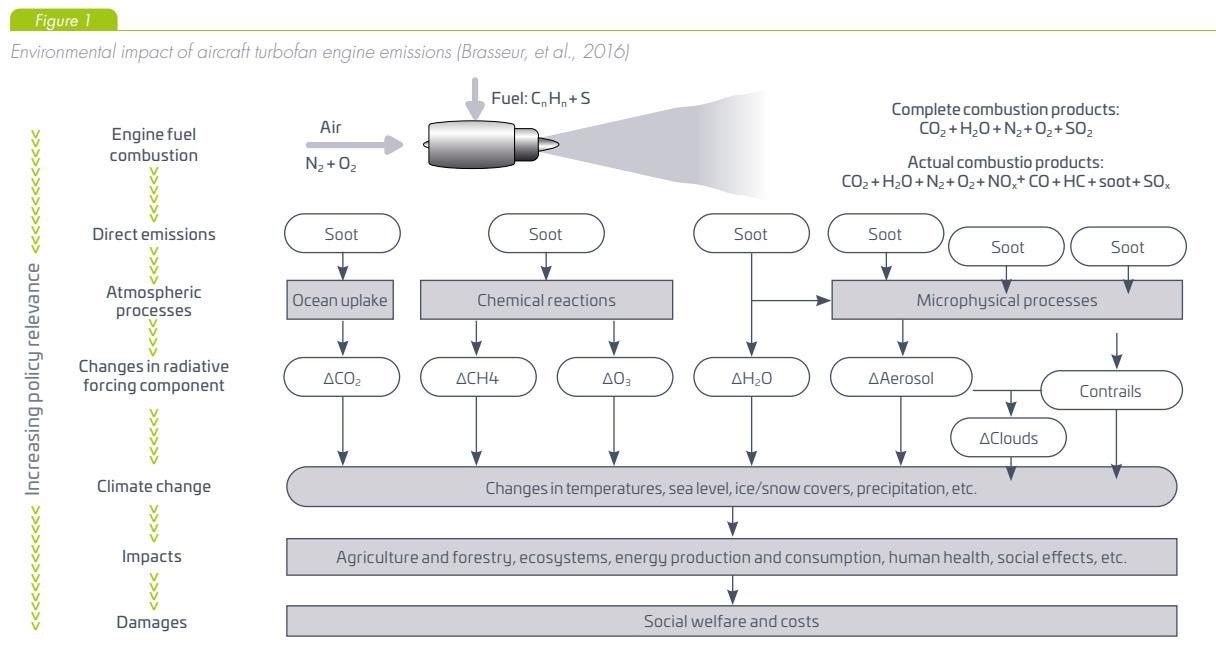 Figure 1
Environmental impact of aircraft turbofan engine emissions (Brasseur, et al., 2016)
Increasing policy relevance
Engine fuel
combustion
Air
N₂ + O₂
Fuel: CₙHₙ + S
Complete combustion products:
CO₂ + H₂O + N₂ + O₂ + SO₂
Actual combustio products:
CO₂ + H₂O + N₂ + O₂ + NOₓ + CO + HC + soot + SOₓ
Direct emissions
Soot
Soot
Soot
Soot
Soot
Soot
Atmospheric
processes
Ocean uplake
Chemical reactions
Microphysical processes
Changes in radiative
forcing component
ΔCO₂
ΔCH4
ΔO₃
ΔH₂O
ΔAerosol
Contrails
ΔClouds
Climate change
Changes in temperatures, sea level, ice/snow covers, precipitation, etc.
Impacts
Agriculture and forestry, ecosystems, energy production and consumption, human health, social effects, etc.
Damages
Social welfare and costs